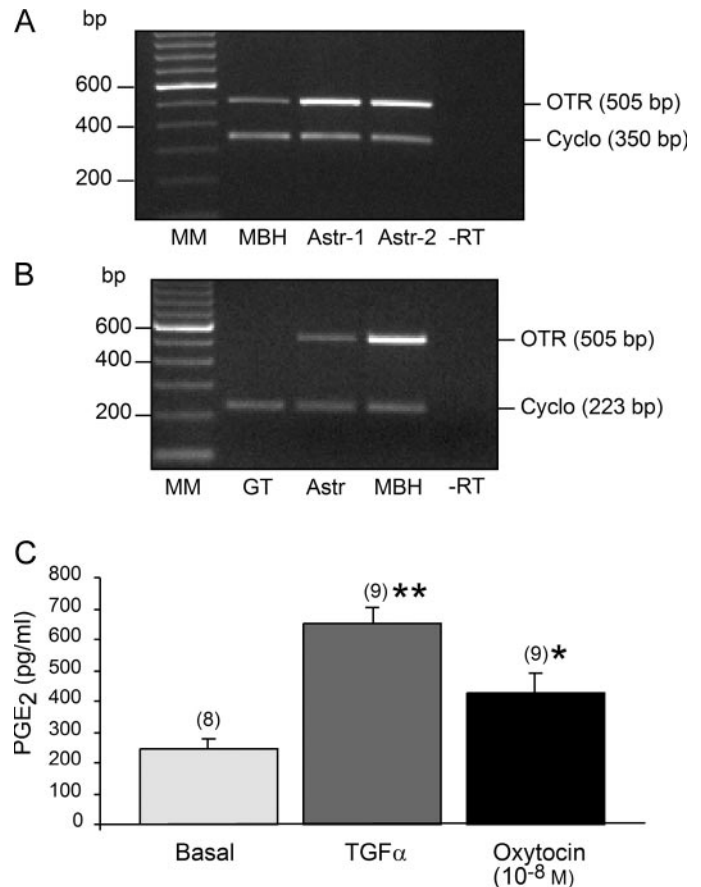 A
bp
600
400
200
OTR (505 bp)
Cyclo (350 bp)
MM MBH Astr-1 Astr-2 -RT
B
bp
600
400
200
OTR (505 bp)
Cyclo (223 bp)
MM GT Astr MBH -RT
C
PGE2 (pg/ml)
800
700
600
500
400
300
200
100
0
(8)
(9) **
(9) *
Basal TGFα Oxytocin
(10-8 M)